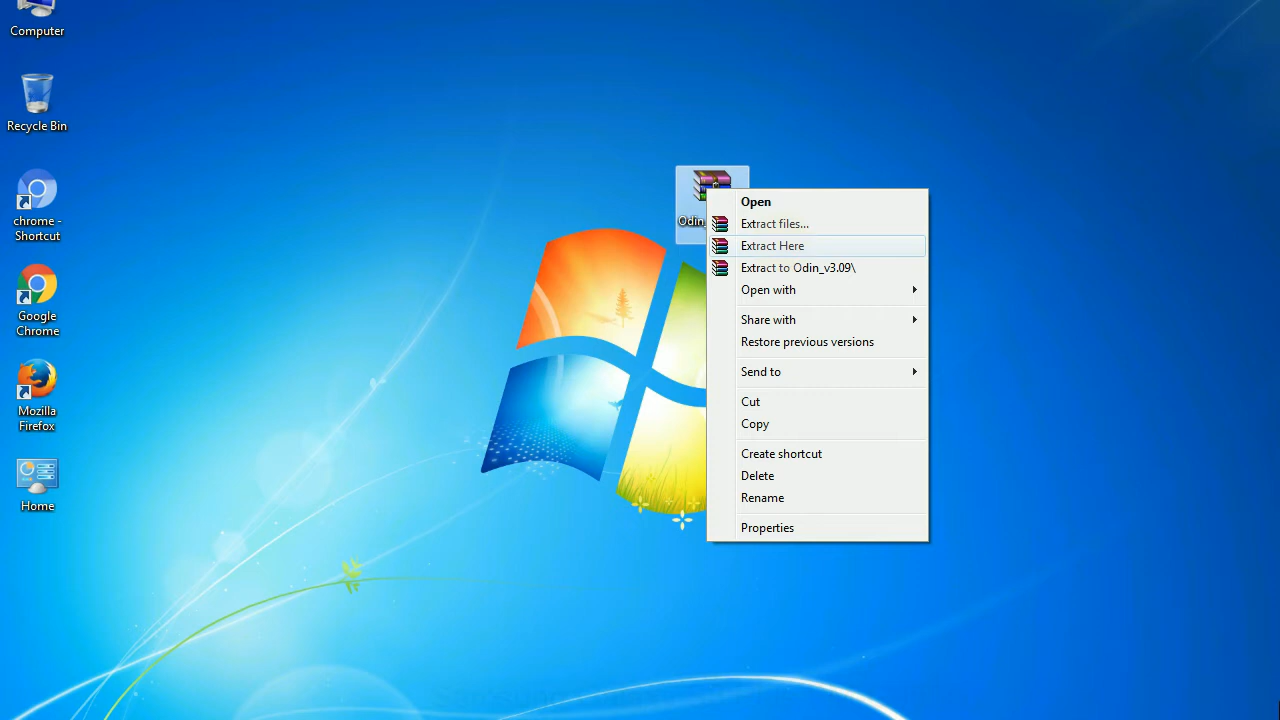 Computer
Recycle Bin
chrome -
Shortcut
Google
Chrome
Mozilla
Firefox
Home
Odin_
Open
Extract files...
Extract Here
Extract to Odin_v3.09\
Open with
Share with
Restore previous versions
Send to
Cut
Copy
Create shortcut
Delete
Rename
Properties